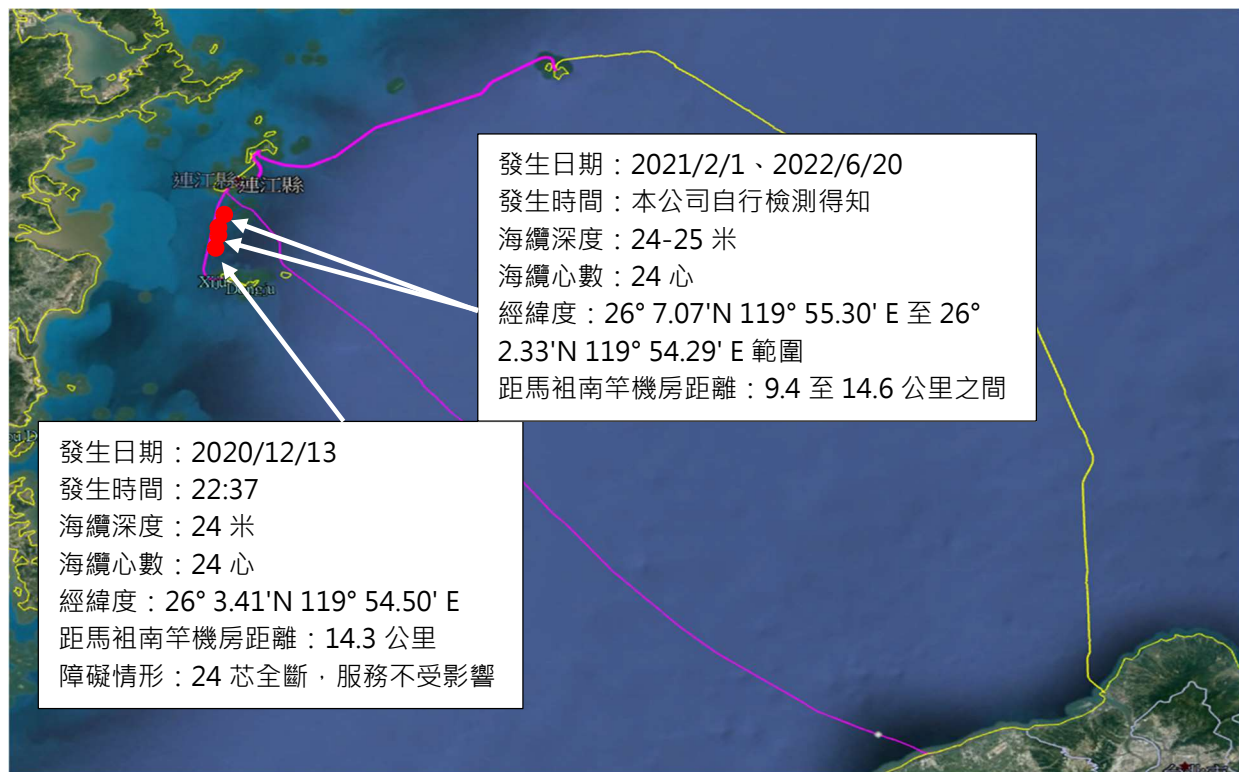 連江縣 連江縣
發生日期：2021/2/1、2022/6/20
發生時間：本公司自行檢測得知
海纜深度：24-25 米
海纜心數：24 心
經緯度：26° 7.07'N 119° 55.30' E 至 26°
2.33'N 119° 54.29' E 範圍
距馬祖南竿機房距離：9.4 至 14.6 公里之間
Xiju Dongju
發生日期：2020/12/13
發生時間：22:37
海纜深度：24 米
海纜心數：24 心
經緯度：26° 3.41'N 119° 54.50' E
距馬祖南竿機房距離：14.3 公里
障礙情形：24 芯全斷，服務不受影響